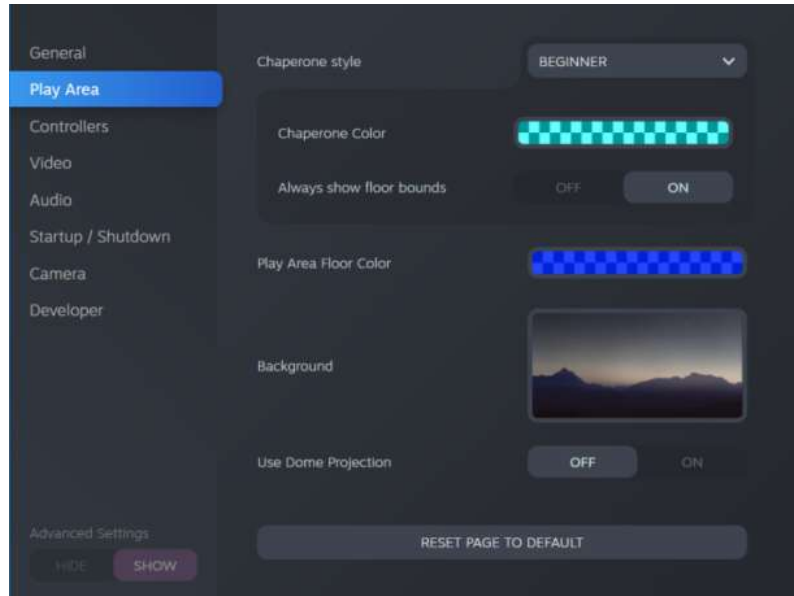 General
Play Area
Controllers
Video
Audio
Startup / Shutdown
Camera
Developer
Advanced Settings
HIDE SHOW
Chaperone style BEGINNER
Chaperone Color
Always show floor bounds OFF ON
Play Area Floor Color
Background
Use Dome Projection OFF ON
RESET PAGE TO DEFAULT